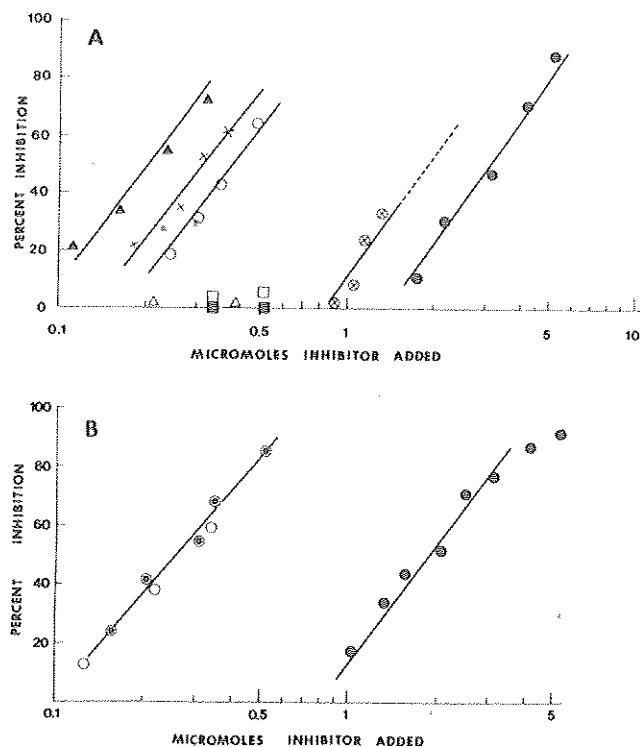 A
100
80
60
40
20
0
PERCENT INHIBITION
0.1 0.5 1 5 10
MICROMOLES INHIBITOR ADDED
B
100
80
60
40
20
PERCENT INHIBITION
0.1 0.5 1 5
MICROMOLES INHIBITOR ADDED